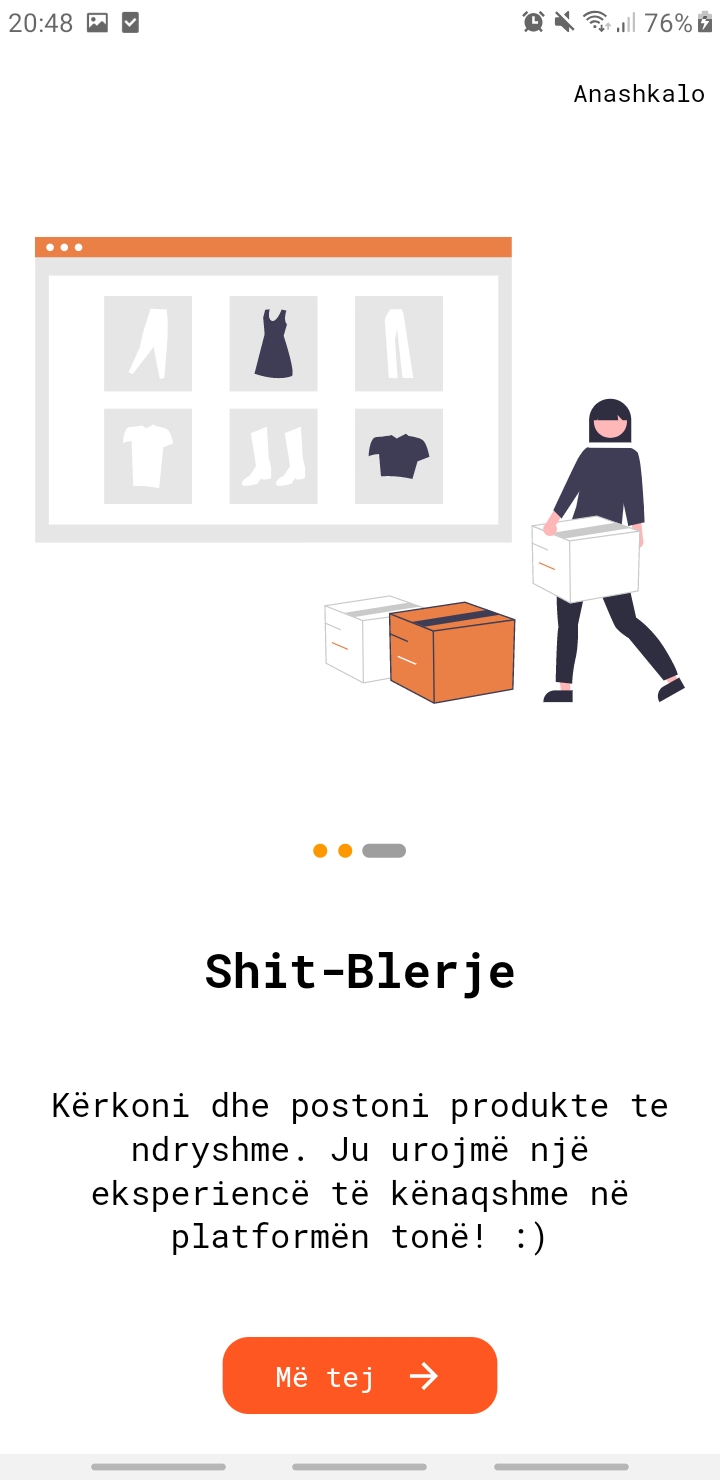 20:48 76%
Anashkalo
Shit-Blerje
Kërkoni dhe postoni produkte te
ndryshme. Ju urojmë një
eksperiencë të kënaqshme në
platformën tonë! :)
Më tej